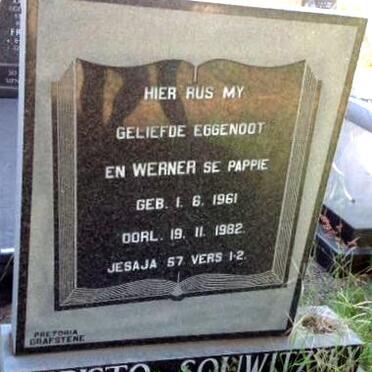 HIER RUS MY
GELIEFDE EGGENOOT
EN WERNER SE PAPPIE
GEB. 1. 6. 1961
OORL. 19. 11. 1982.
JESAJA 57 VERS 1-2.
PRETORIA
GRAFSTENE